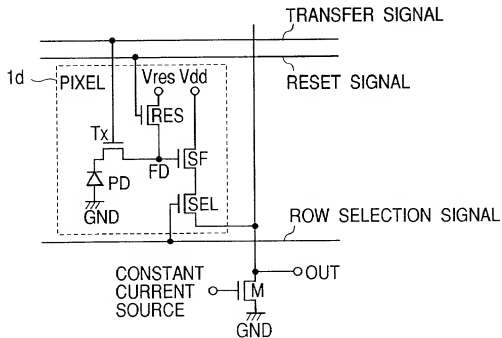 TRANSFER SIGNAL
1d
PIXEL
Vres Vdd
RESET SIGNAL
RES
Tx
FD
SF
PD
GND
SEL
ROW SELECTION SIGNAL
CONSTANT
CURRENT
SOURCE
M
OUT
GND